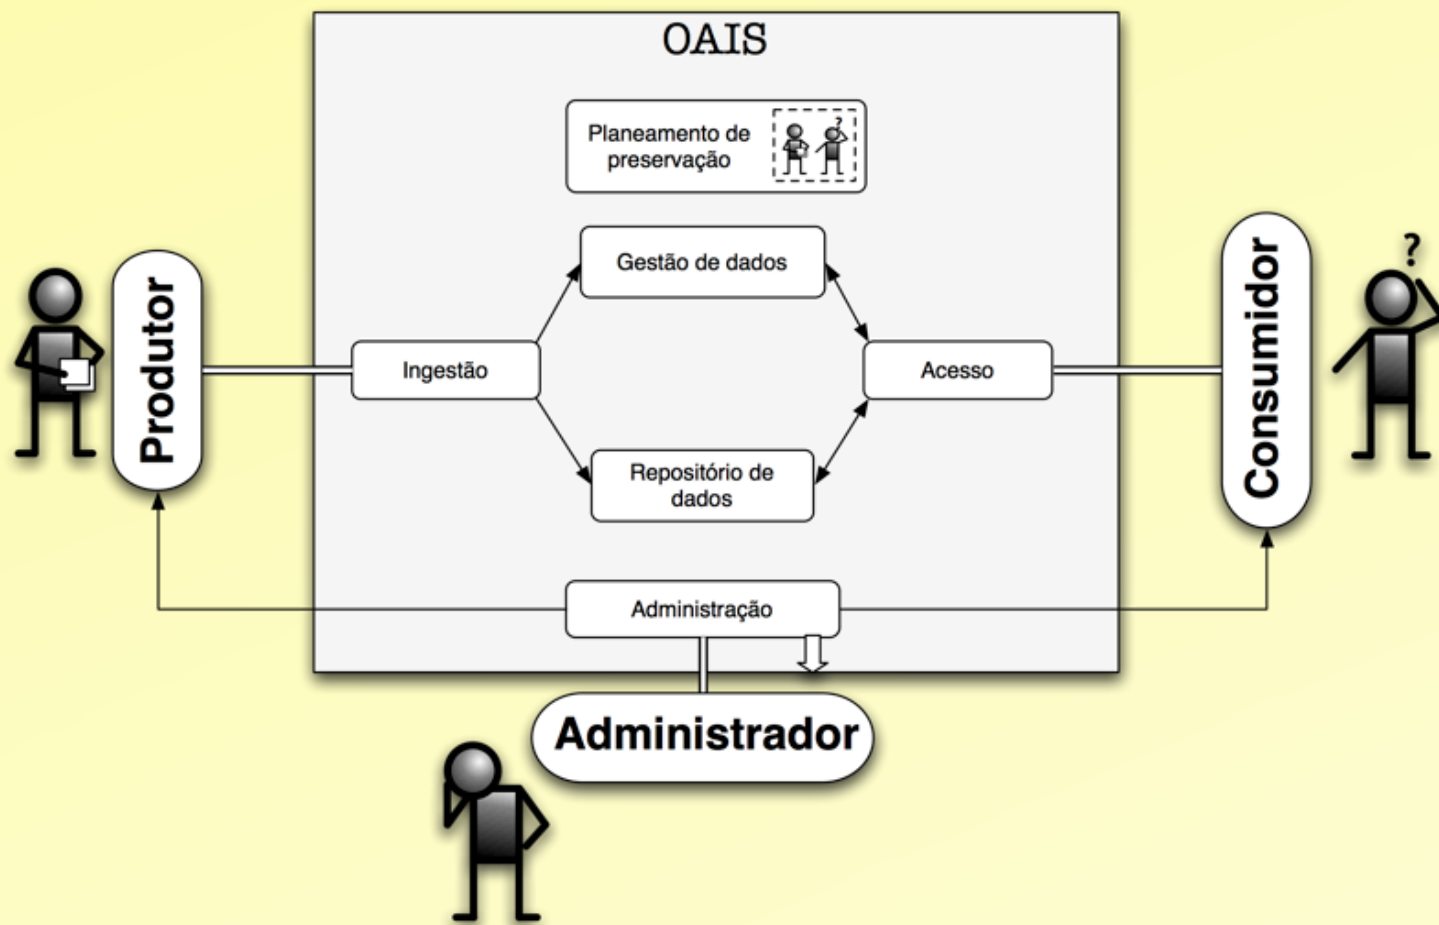 OAIS
Planeamento de
preservação
?
Gestão de dados
Produtor
Ingestão
Acesso
Consumidor
?
Repositório de
dados
Administração
Administrador